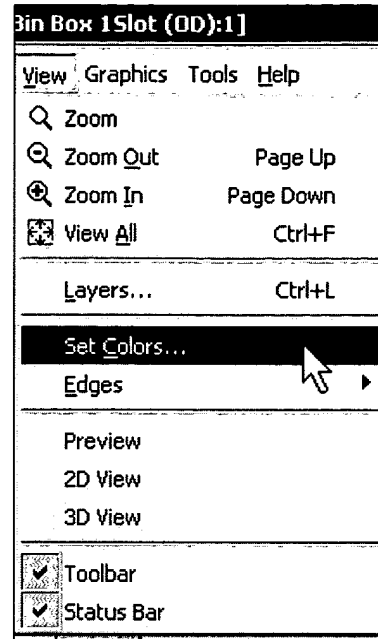 Bin Box 1Slot (OD):1]
View Graphics Tools Help
Zoom
Zoom Out Page Up
Zoom In Page Down
View All Ctrl+F
Layers... Ctrl+L
Set Colors...
Edges
Preview
2D View
3D View
Toolbar
Status Bar